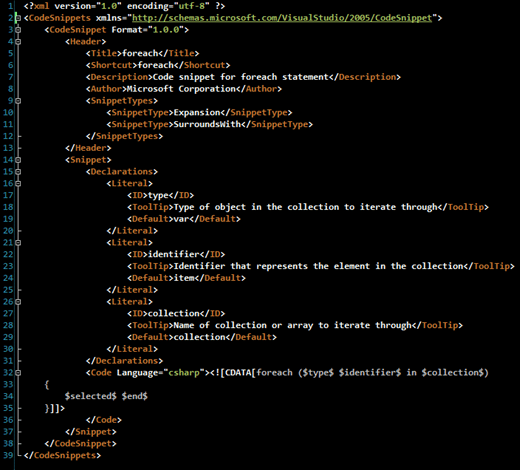 1 <?xml version="1.0" encoding="utf-8" ?>
2 <CodeSnippets xmlns="http://schemas.microsoft.com/VisualStudio/2005/CodeSnippet">
3 <CodeSnippet Format="1.0.0">
4 <Header>
5 <Title>foreach</Title>
6 <Shortcut>foreach</Shortcut>
7 <Description>Code snippet for foreach statement</Description>
8 <Author>Microsoft Corporation</Author>
9 <SnippetTypes>
10 <SnippetType>Expansion</SnippetType>
11 <SnippetType>SurroundsWith</SnippetType>
12 </SnippetTypes>
13 </Header>
14 <Snippet>
15 <Declarations>
16 <Literal>
17 <ID>type</ID>
18 <ToolTip>Type of object in the collection to iterate through</ToolTip>
19 <Default>var</Default>
20 </Literal>
21 <Literal>
22 <ID>identifier</ID>
23 <ToolTip>Identifier that represents the element in the collection</ToolTip>
24 <Default>item</Default>
25 </Literal>
26 <Literal>
27 <ID>collection</ID>
28 <ToolTip>Name of collection or array to iterate through</ToolTip>
29 <Default>collection</Default>
30 </Literal>
31 </Declarations>
32 <Code Language="csharp"><![CDATA[foreach ($type$ $identifier$ in $collection$)
33 {
34 $selected$ $end$
35 }]]>
36 </Code>
37 </Snippet>
38 </CodeSnippet>
39 </CodeSnippets>